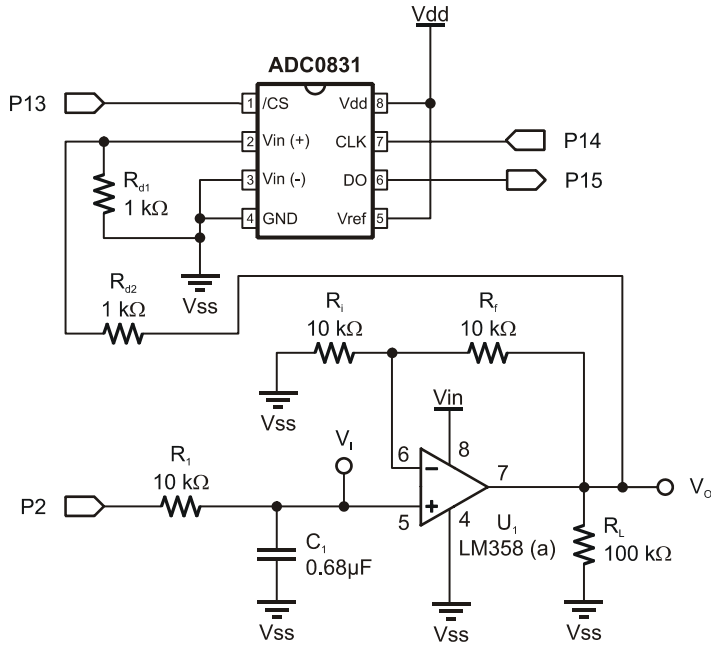 Vdd
ADC0831
P13
1 /CS
Vdd 8
2 Vin (+)
CLK 7
P14
3 Vin (-)
DO 6
P15
4 GND
Vref 5
Rd1
1 kΩ
Vss
Rd2
1 kΩ
Ri
10 kΩ
Rf
10 kΩ
Vss
Vin
8
6
7
VI
R1
10 kΩ
P2
5
4
VO
U1
LM358 (a)
C1
0.68µF
RL
100 kΩ
Vss
Vss
Vss